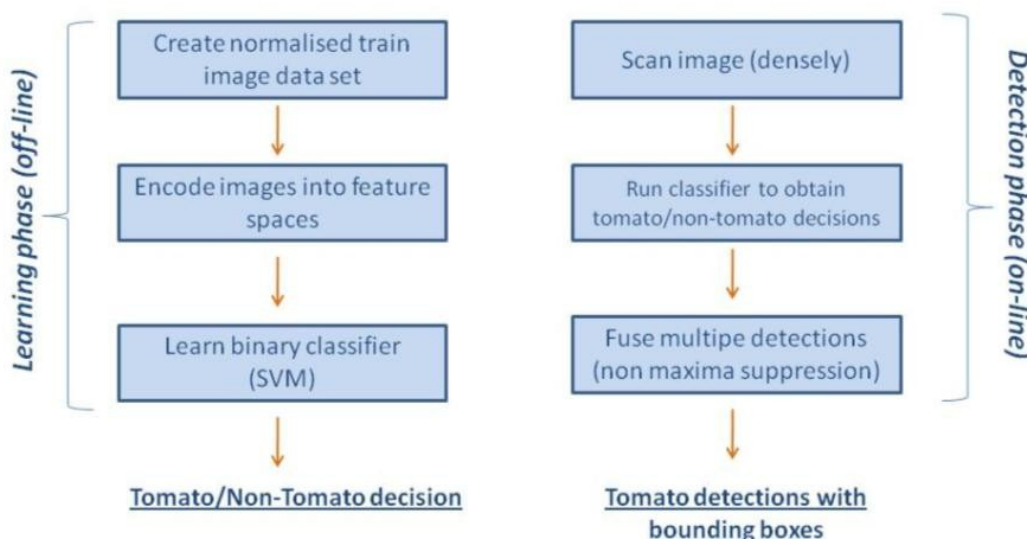 Learning phase (off-line)
Create normalised train
image data set
Encode images into feature
spaces
Learn binary classifier
(SVM)
Tomato/Non-Tomato decision
Scan image (densely)
Run classifier to obtain
tomato/non-tomato decisions
Fuse multipe detections
(non maxima suppression)
Tomato detections with
bounding boxes
Detection phase (on-line)